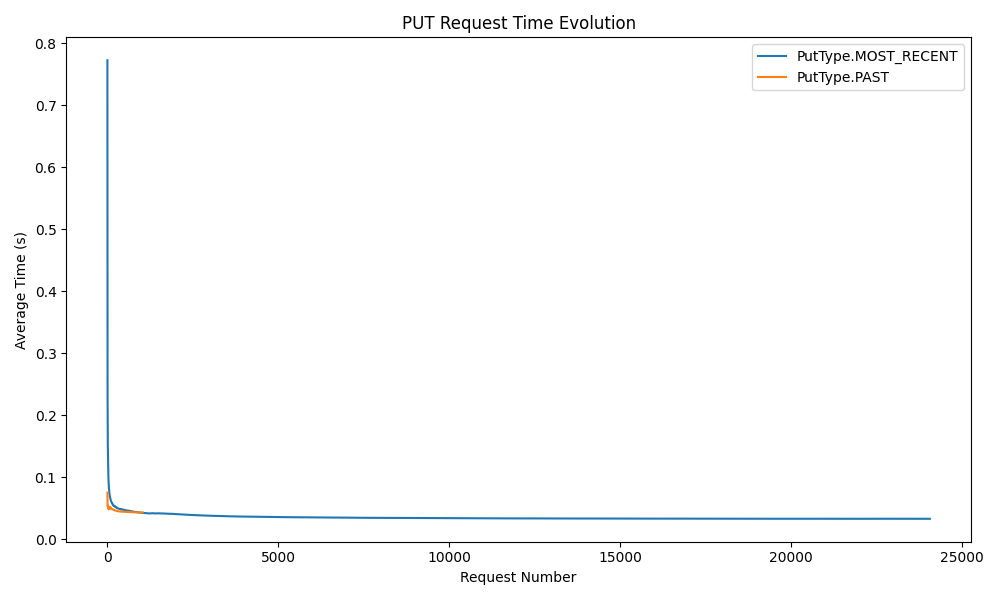 PUT Request Time Evolution
PutType.MOST_RECENT
PutType.PAST
Average Time (s)
0.8
0.7
0.6
0.5
0.4
0.3
0.2
0.1
0.0
0 5000 10000 15000 20000 25000
Request Number